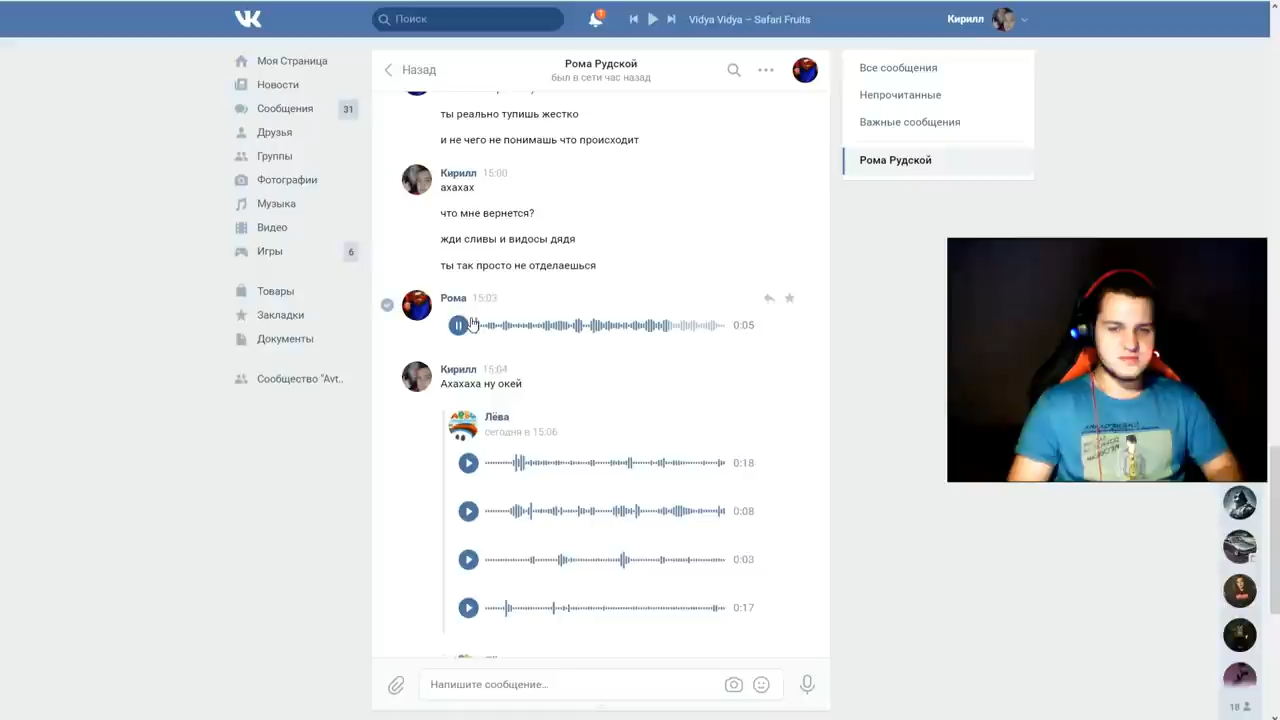 Поиск
1
Vidya Vidya – Safari Fruits
Кирилл
Моя Страница
Новости
Сообщения 31
Друзья
Группы
Фотографии
Музыка
Видео
Игры 6
Товары
Закладки
Документы
Сообщество "Avt..
Назад
Рома Рудской
был в сети час назад
ты реально тупишь жестко
и не чего не понимашь что происходит
Кирилл 15:00
ахахах
что мне вернется?
жди сливы и видосы дядя
ты так просто не отделаешься
Рома 15:03
0:05
Кирилл 15:04
Ахахаха ну окей
Лёва
сегодня в 15:06
0:18
0:08
0:03
0:17
Напишите сообщение...
Все сообщения
Непрочитанные
Важные сообщения
Рома Рудской
18